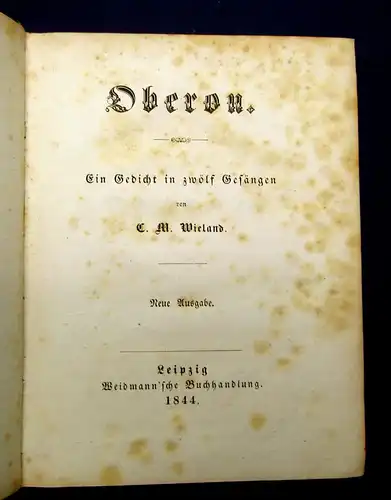 Oberon.
Ein Gedicht in zwölf Gesängen
von
C. M. Wieland.
Neue Ausgabe.
Leipzig
Weidmann'sche Buchhandlung.
1844.